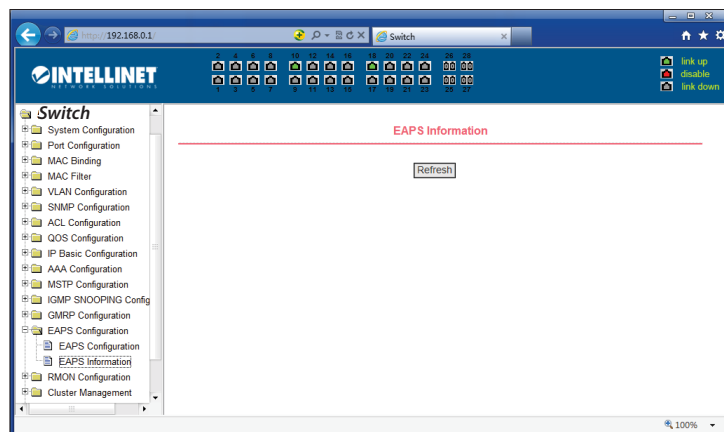 http://192.168.0.1/
Switch
INTELLINET
NETWORK SOLUTIONS
2 4 6 8 10 12 14 16 18 20 22 24 26 28
1 3 5 7 9 11 13 15 17 19 21 23 25 27
link up
disable
link down
Switch
System Configuration
Port Configuration
MAC Binding
MAC Filter
VLAN Configuration
SNMP Configuration
ACL Configuration
QOS Configuration
IP Basic Configuration
AAA Configuration
MSTP Configuration
IGMP SNOOPING Config
GMRP Configuration
EAPS Configuration
EAPS Configuration
EAPS Information
RMON Configuration
Cluster Management
EAPS Information
Refresh
100%